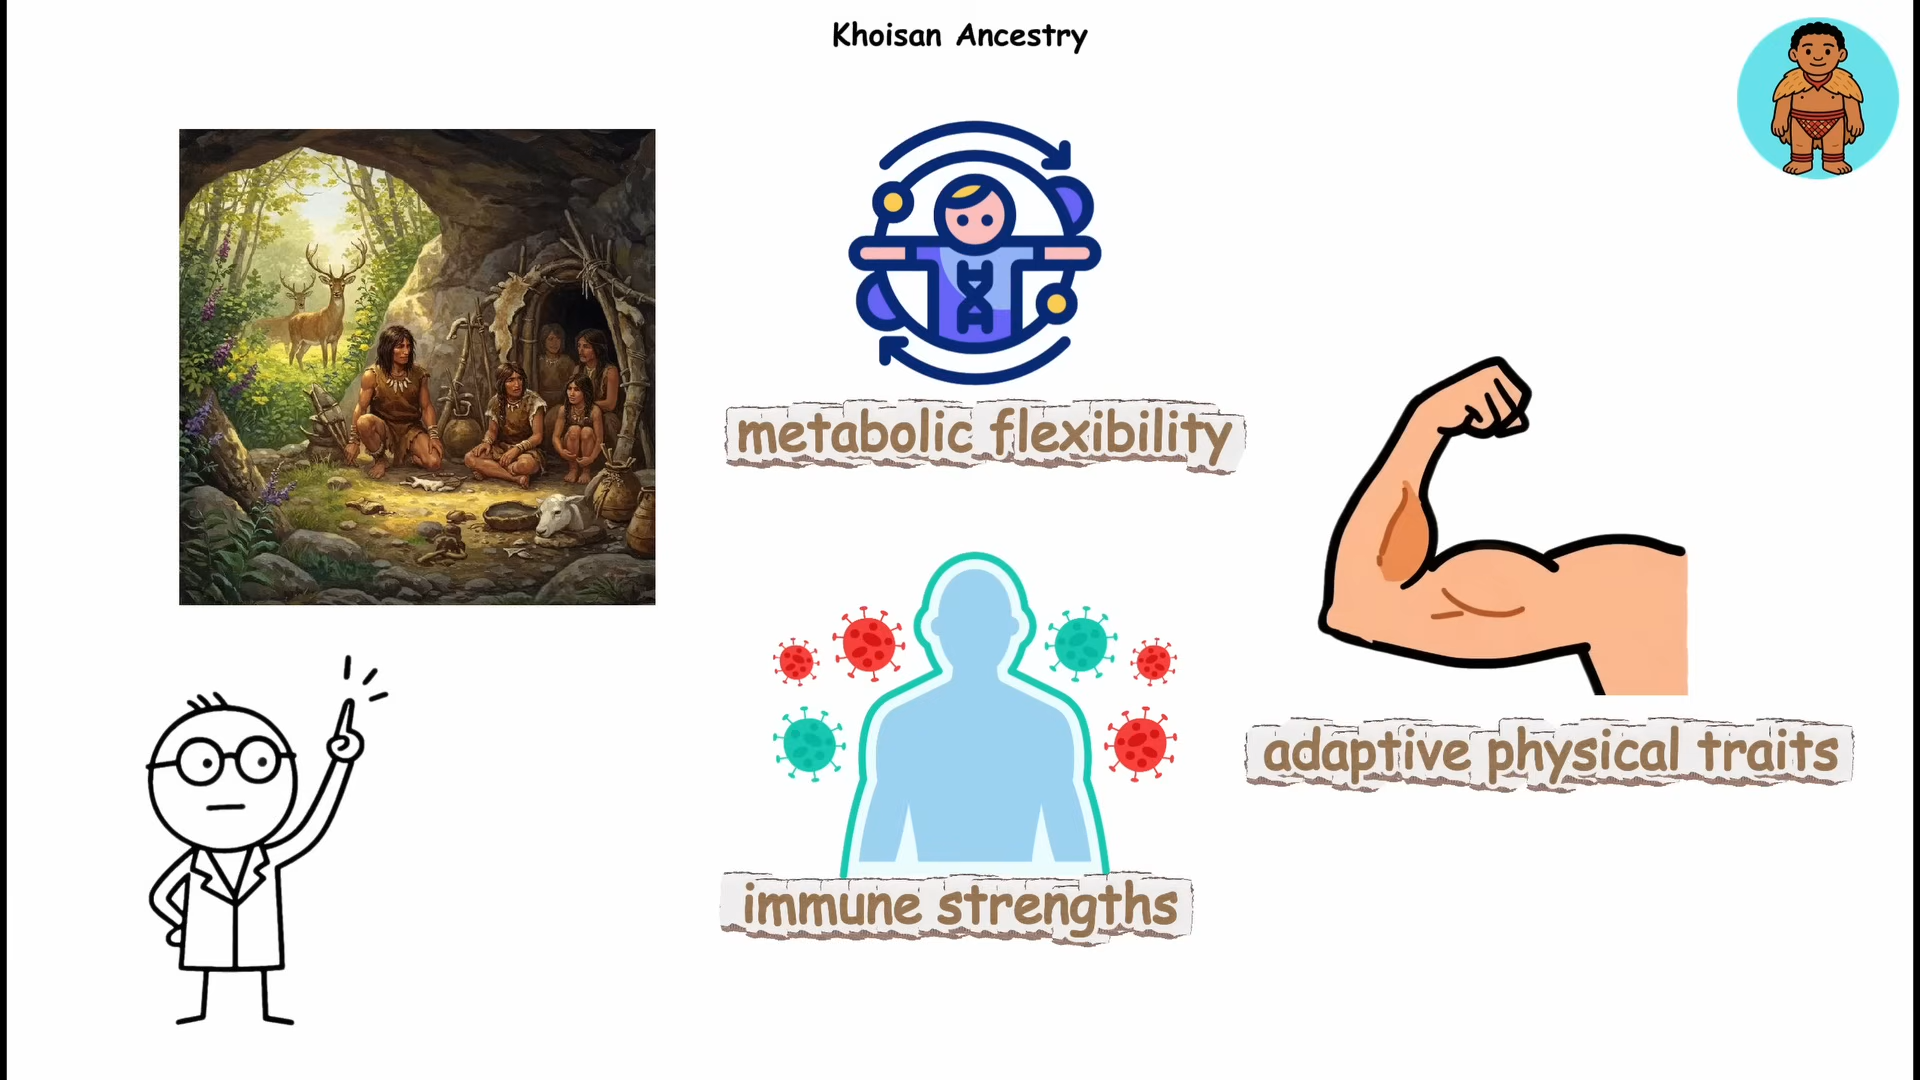 Khoisan Ancestry
metabolic flexibility
adaptive physical traits
immune strengths